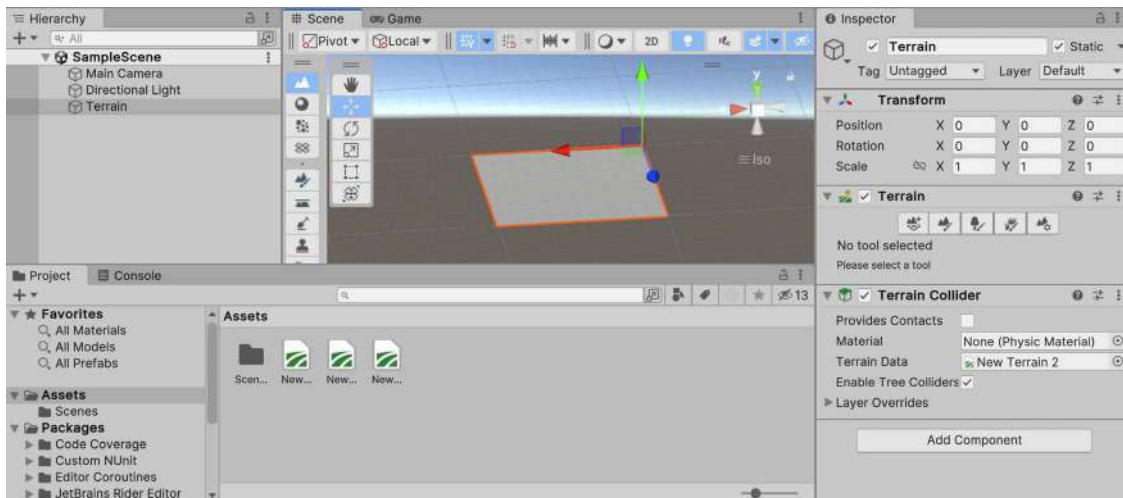 Hierarchy
All
SampleScene
Main Camera
Directional Light
Terrain
Scene
Game
Pivot
Local
2D
y
Iso
Project
Console
13
Favorites
All Materials
All Models
All Prefabs
Assets
Scenes
Packages
Code Coverage
Custom NUnit
Editor Coroutines
JetBrains Rider Editor
Assets
Scen... New... New... New...
Inspector
Terrain Static
Tag Untagged Layer Default
Transform
Position X 0 Y 0 Z 0
Rotation X 0 Y 0 Z 0
Scale X 1 Y 1 Z 1
Terrain
No tool selected
Please select a tool
Terrain Collider
Provides Contacts
Material None (Physic Material)
Terrain Data New Terrain 2
Enable Tree Colliders
Layer Overrides
Add Component